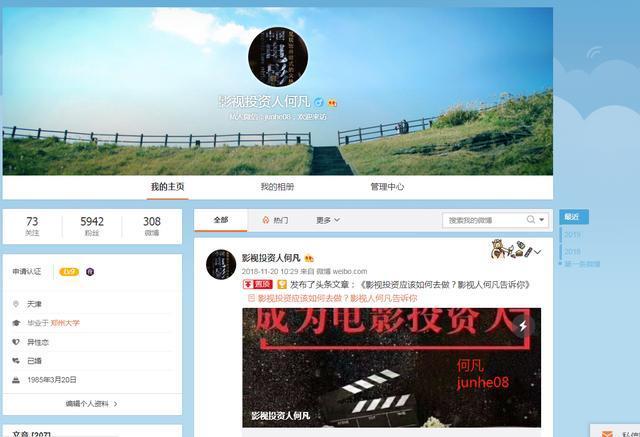 影视投资人何凡
私人微信：junhe08，欢迎来访
我的主页
我的相册
管理中心
73
5942
308
关注
粉丝
微博
全部
热门
更多
搜索我的微博
最近
2019
2018
第一条微博
申请认证
LV9
天津
毕业于 郑州大学
异性恋
已婚
1985年3月20日
编辑个人资料
文章 [207]
影视投资人何凡
2018-11-20 10:29 来自 微博 weibo.com
置顶 发布了头条文章：《影视投资应该如何去做？影视人何凡告诉你》
影视投资应该如何去做？影视人何凡告诉你
成为电影投资人
何凡
junhe08
影视投资人何凡
私信